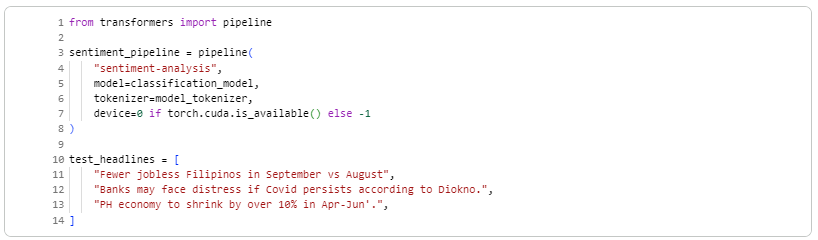 1 from transformers import pipeline
2
3 sentiment_pipeline = pipeline(
4     "sentiment-analysis",
5     model=classification_model,
6     tokenizer=model_tokenizer,
7     device=0 if torch.cuda.is_available() else -1
8 )
9
10 test_headlines = [
11     "Fewer jobless Filipinos in September vs August",
12     "Banks may face distress if Covid persists according to Diokno.",
13     "PH economy to shrink by over 10% in Apr-Jun'.",
14 ]